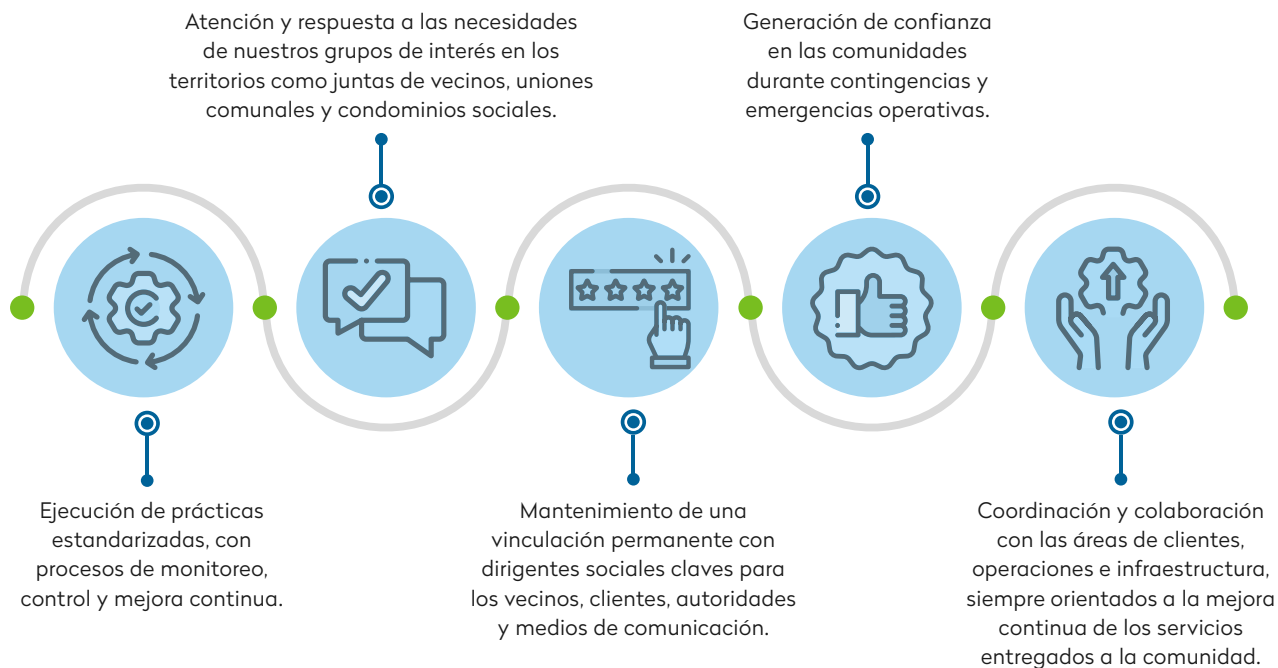 Atención y respuesta a las necesidades
de nuestros grupos de interés en los
territorios como juntas de vecinos, uniones
comunales y condominios sociales.
Generación de confianza
en las comunidades
durante contingencias y
emergencias operativas.
Ejecución de prácticas
estandarizadas, con
procesos de monitoreo,
control y mejora continua.
Mantenimiento de una
vinculación permanente con
dirigentes sociales claves para
los vecinos, clientes, autoridades
y medios de comunicación.
Coordinación y colaboración
con las áreas de clientes,
operaciones e infraestructura,
siempre orientados a la mejora
continua de los servicios
entregados a la comunidad.